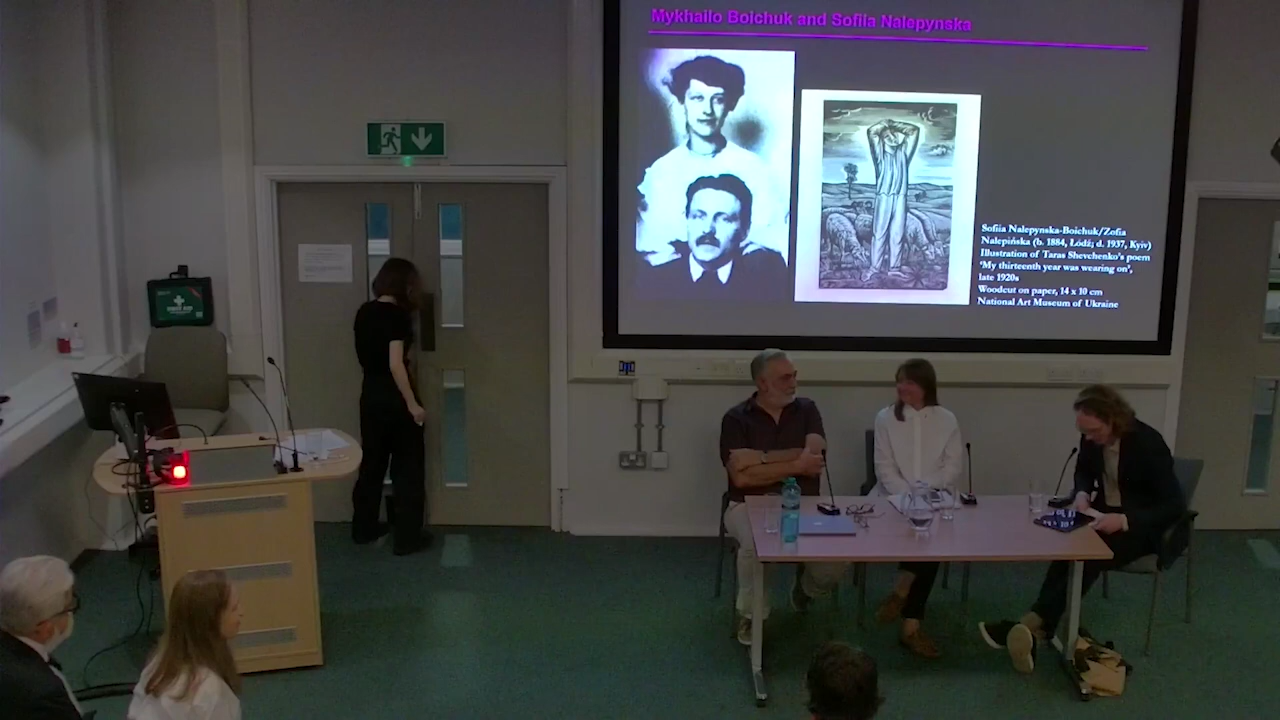 Mykhailo Boichuk and Sofiia Nalepynska
Sofiia Nalepynska-Boichuk/Zofia
Nalepińska (b. 1884, Łódź; d. 1937, Kyiv)
Illustration of Taras Shevchenko's poem
'My thirteenth year was wearing on',
late 1920s
Woodcut on paper, 14 x 10 cm
National Art Museum of Ukraine